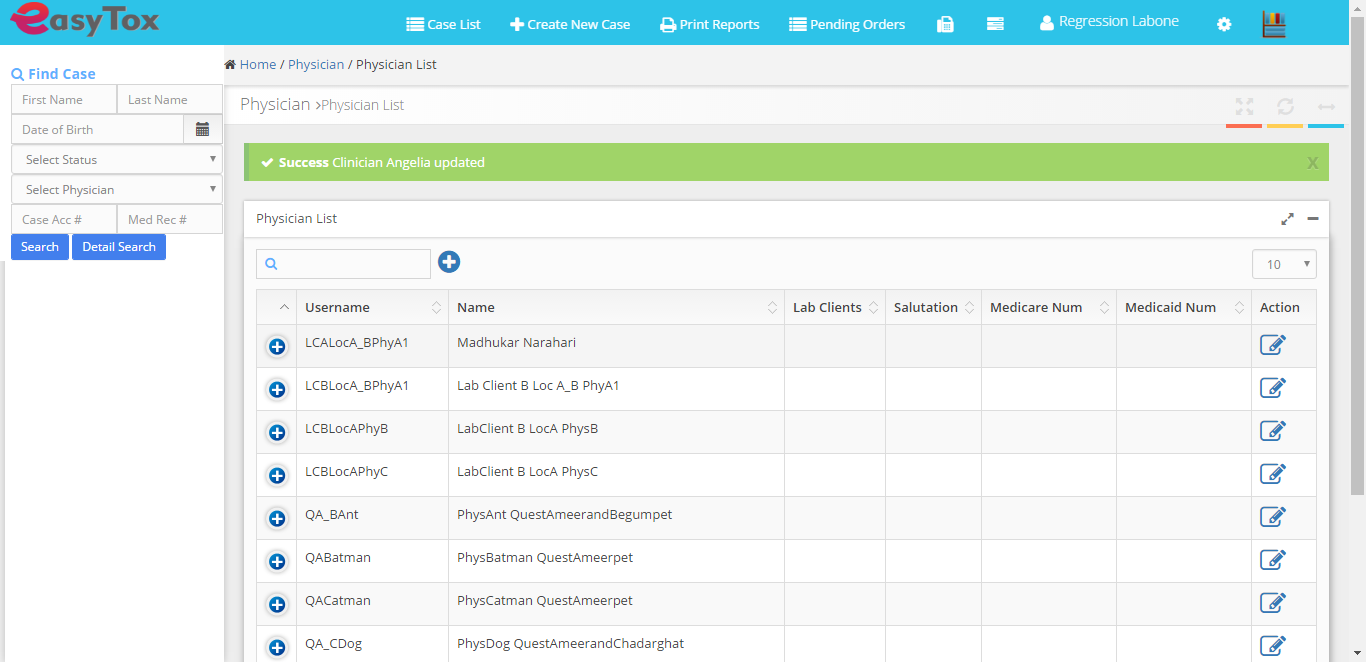 easyTox
Case List
Create New Case
Print Reports
Pending Orders
Regression Labone
Find Case
First Name
Last Name
Date of Birth
Select Status
Select Physician
Case Acc #
Med Rec #
Search
Detail Search
Home / Physician / Physician List
Physician >Physician List
Success Clinician Angelia updated
X
Physician List
10
Username Name Lab Clients Salutation Medicare Num Medicaid Num Action
LCALocA_BPhyA1 Madhukar Narahari
LCBLocA_BPhyA1 Lab Client B Loc A_B PhyA1
LCBLocAPhyB LabClient B LocA PhysB
LCBLocAPhyC LabClient B LocA PhysC
QA_BAnt PhysAnt QuestAmeerandBegumpet
QABatman PhysBatman QuestAmeerpet
QACatman PhysCatman QuestAmeerpet
QA_CDog PhysDog QuestAmeerandChadarghat